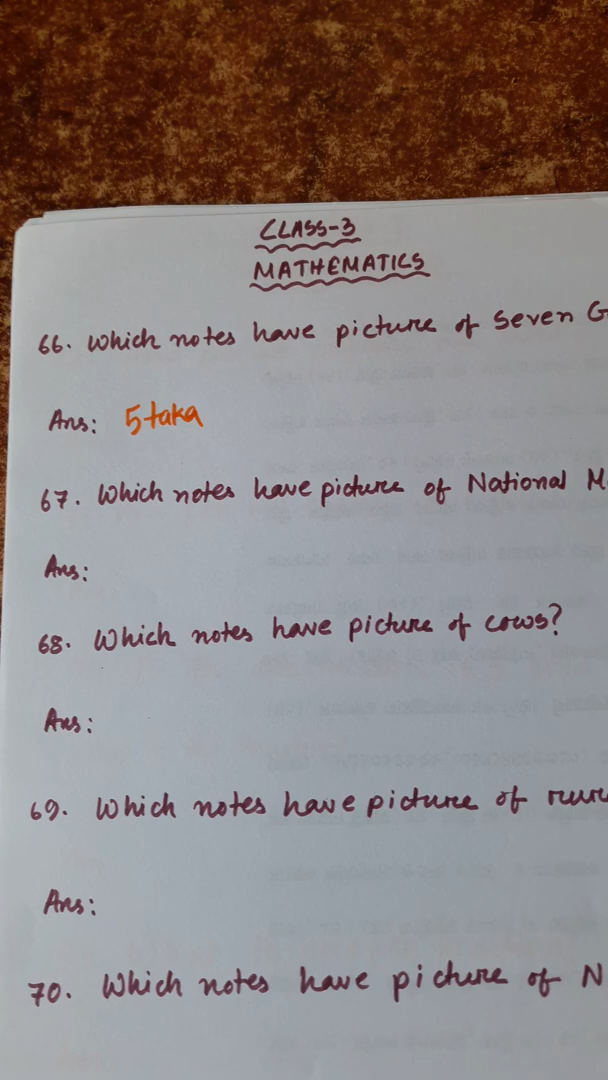 CLASS-3
MATHEMATICS
66. Which notes have picture of Seven G
Ans: 5 taka
67. Which notes have picture of National M
Ans:
68. Which notes have picture of cows?
Ans:
69. Which notes have picture of
Ans:
70. Which notes have picture of N